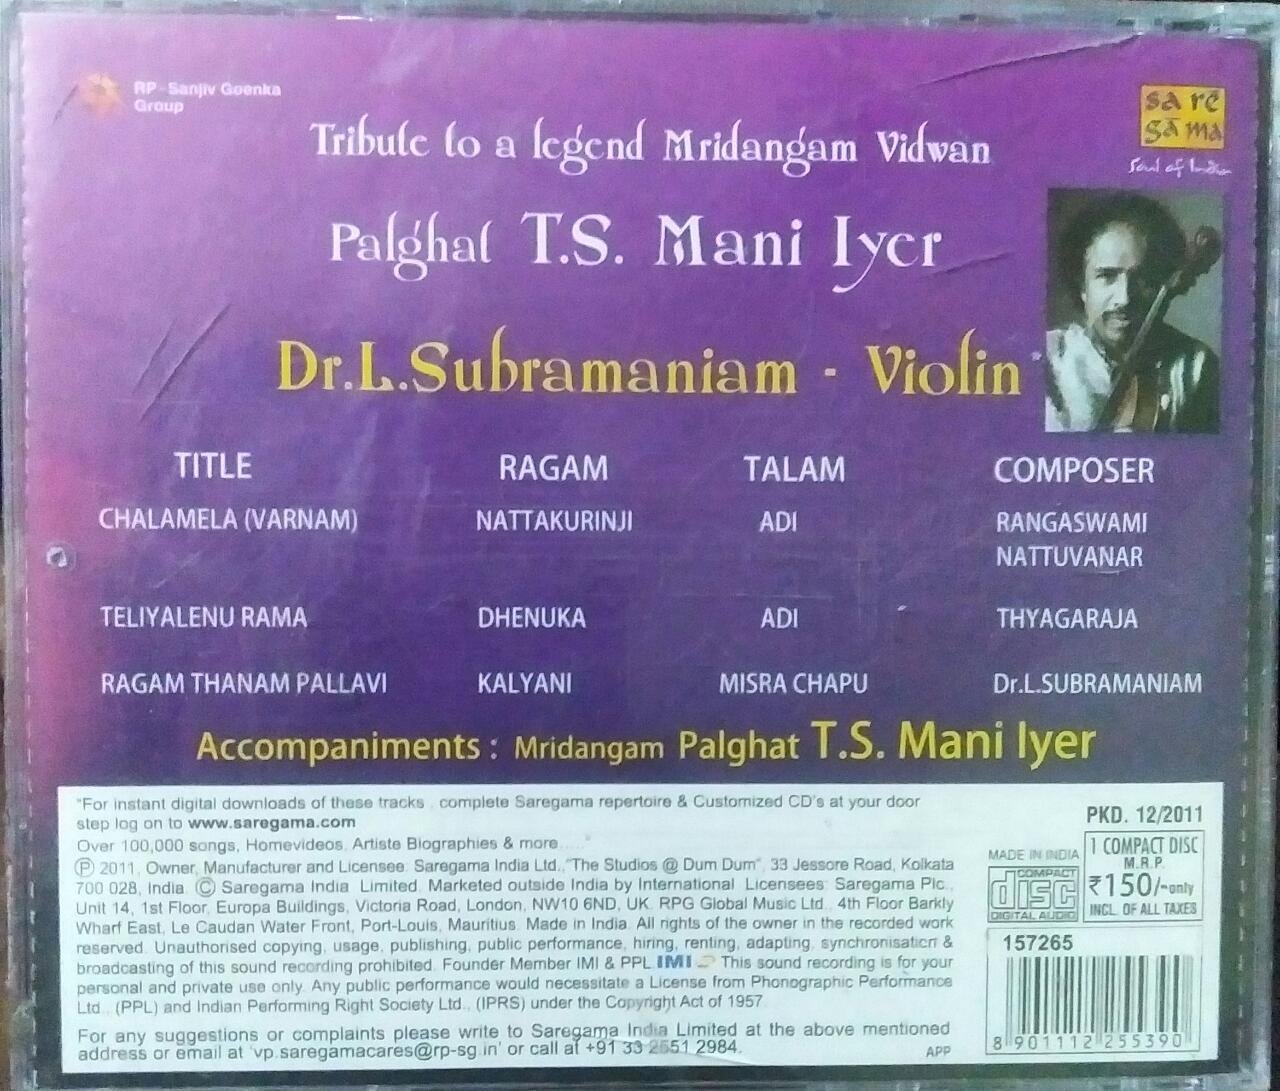 RP-Sanjiv Goenka
Group
sa re
ga ma
Soul of India
Tribute to a legend Mridangam Vidwan
Palghat T.S. Mani Iyer
Dr.L.Subramaniam - Violin
TITLE RAGAM TALAM COMPOSER
CHALAMELA (VARNAM) NATTAKURINJI ADI RANGASWAMI
NATTUVANAR
TELIYALENU RAMA DHENUKA ADI THYAGARAJA
RAGAM THANAM PALLAVI KALYANI MISRA CHAPU Dr.L.SUBRAMANIAM
Accompaniments : Mridangam Palghat T.S. Mani Iyer
"For instant digital downloads of these tracks , complete Saregama repertoire & Customized CD's at your door
step log on to www.saregama.com
Over 100,000 songs, Homevideos, Artiste Biographies & more....."
Ⓟ 2011, Owner, Manufacturer and Licensee: Saregama India Ltd.,"The Studios @ Dum Dum", 33 Jessore Road, Kolkata
700 028, India. Ⓒ Saregama India Limited. Marketed outside India by International Licensees: Saregama Plc.,
Unit 14, 1st Floor, Europa Buildings, Victoria Road, London, NW10 6ND, UK. RPG Global Music Ltd., 4th Floor Barkly
Wharf East, Le Caudan Water Front, Port-Louis, Mauritius. Made in India. All rights of the owner in the recorded work
reserved. Unauthorised copying, usage, publishing, public performance, hiring, renting, adapting, synchronisation &
broadcasting of this sound recording prohibited. Founder Member IMI & PPL IMI This sound recording is for your
personal and private use only. Any public performance would necessitate a License from Phonographic Performance
Ltd., (PPL) and Indian Performing Right Society Ltd., (IPRS) under the Copyright Act of 1957.
For any suggestions or complaints please write to Saregama India Limited at the above mentioned
address or email at 'vp.saregamacares@rp-sg.in' or call at +91 33 2551 2984.
APP
PKD. 12/2011
MADE IN INDIA
COMPACT
disc
DIGITAL AUDIO
1 COMPACT DISC
M.R.P.
₹150/-only
INCL. OF ALL TAXES
157265
8 901112 255390